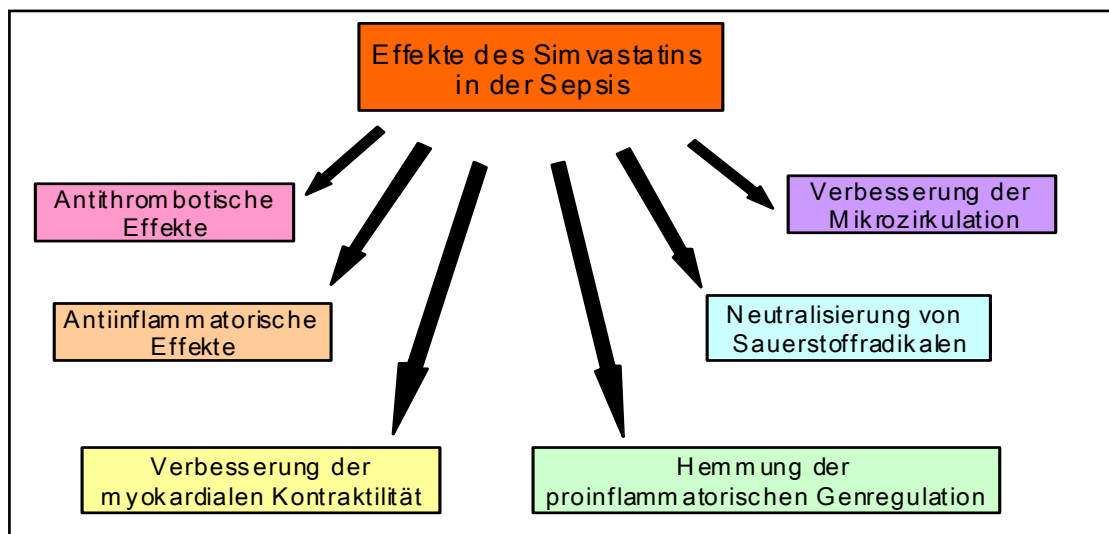 Effekte des Simvastatins
in der Sepsis
Antithrombotische
Effekte
Verbesserung der
Mikrozirkulation
Antiinflammatorische
Effekte
Neutralisierung von
Sauerstoffradikalen
Verbesserung der
myokardialen Kontraktilität
Hemmung der
proinflammatorischen Genregulation